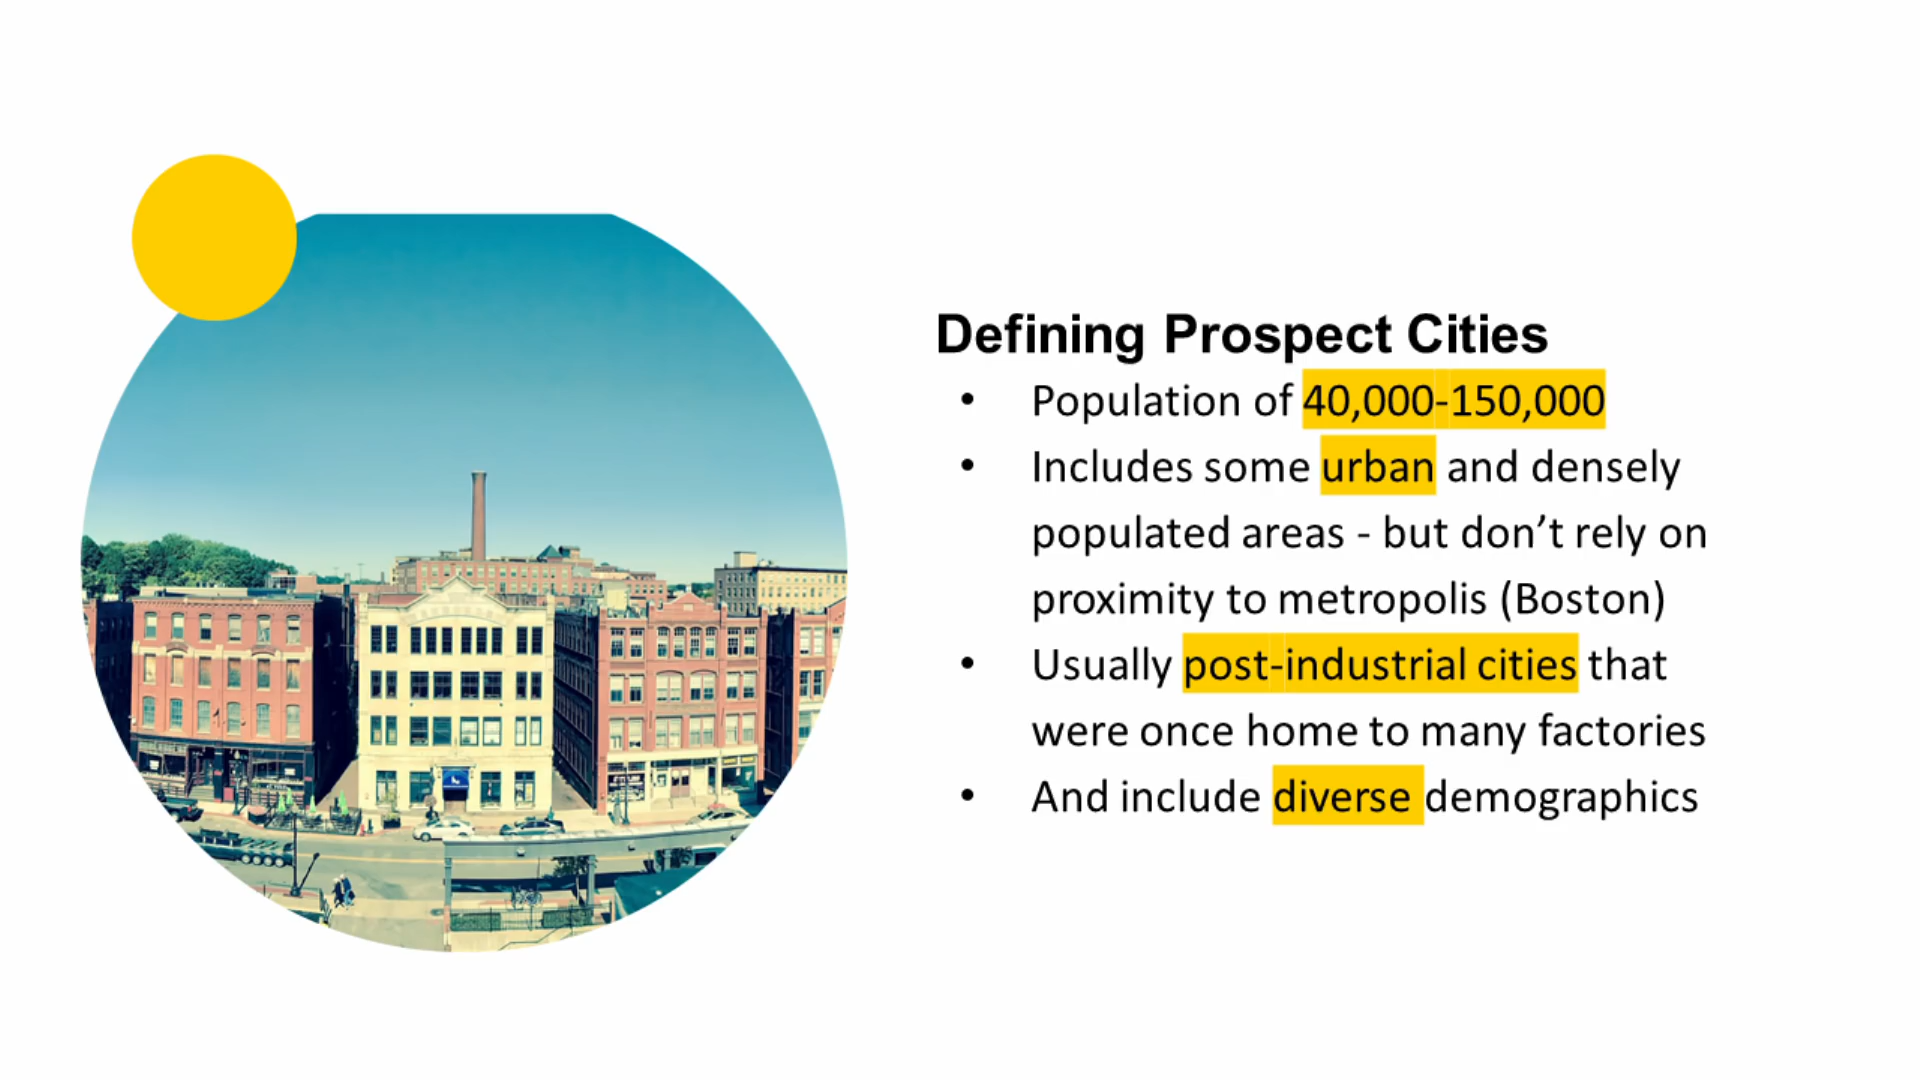 Defining Prospect Cities
• Population of 40,000-150,000
• Includes some urban and densely
populated areas - but don’t rely on
proximity to metropolis (Boston)
• Usually post-industrial cities that
were once home to many factories
• And include diverse demographics